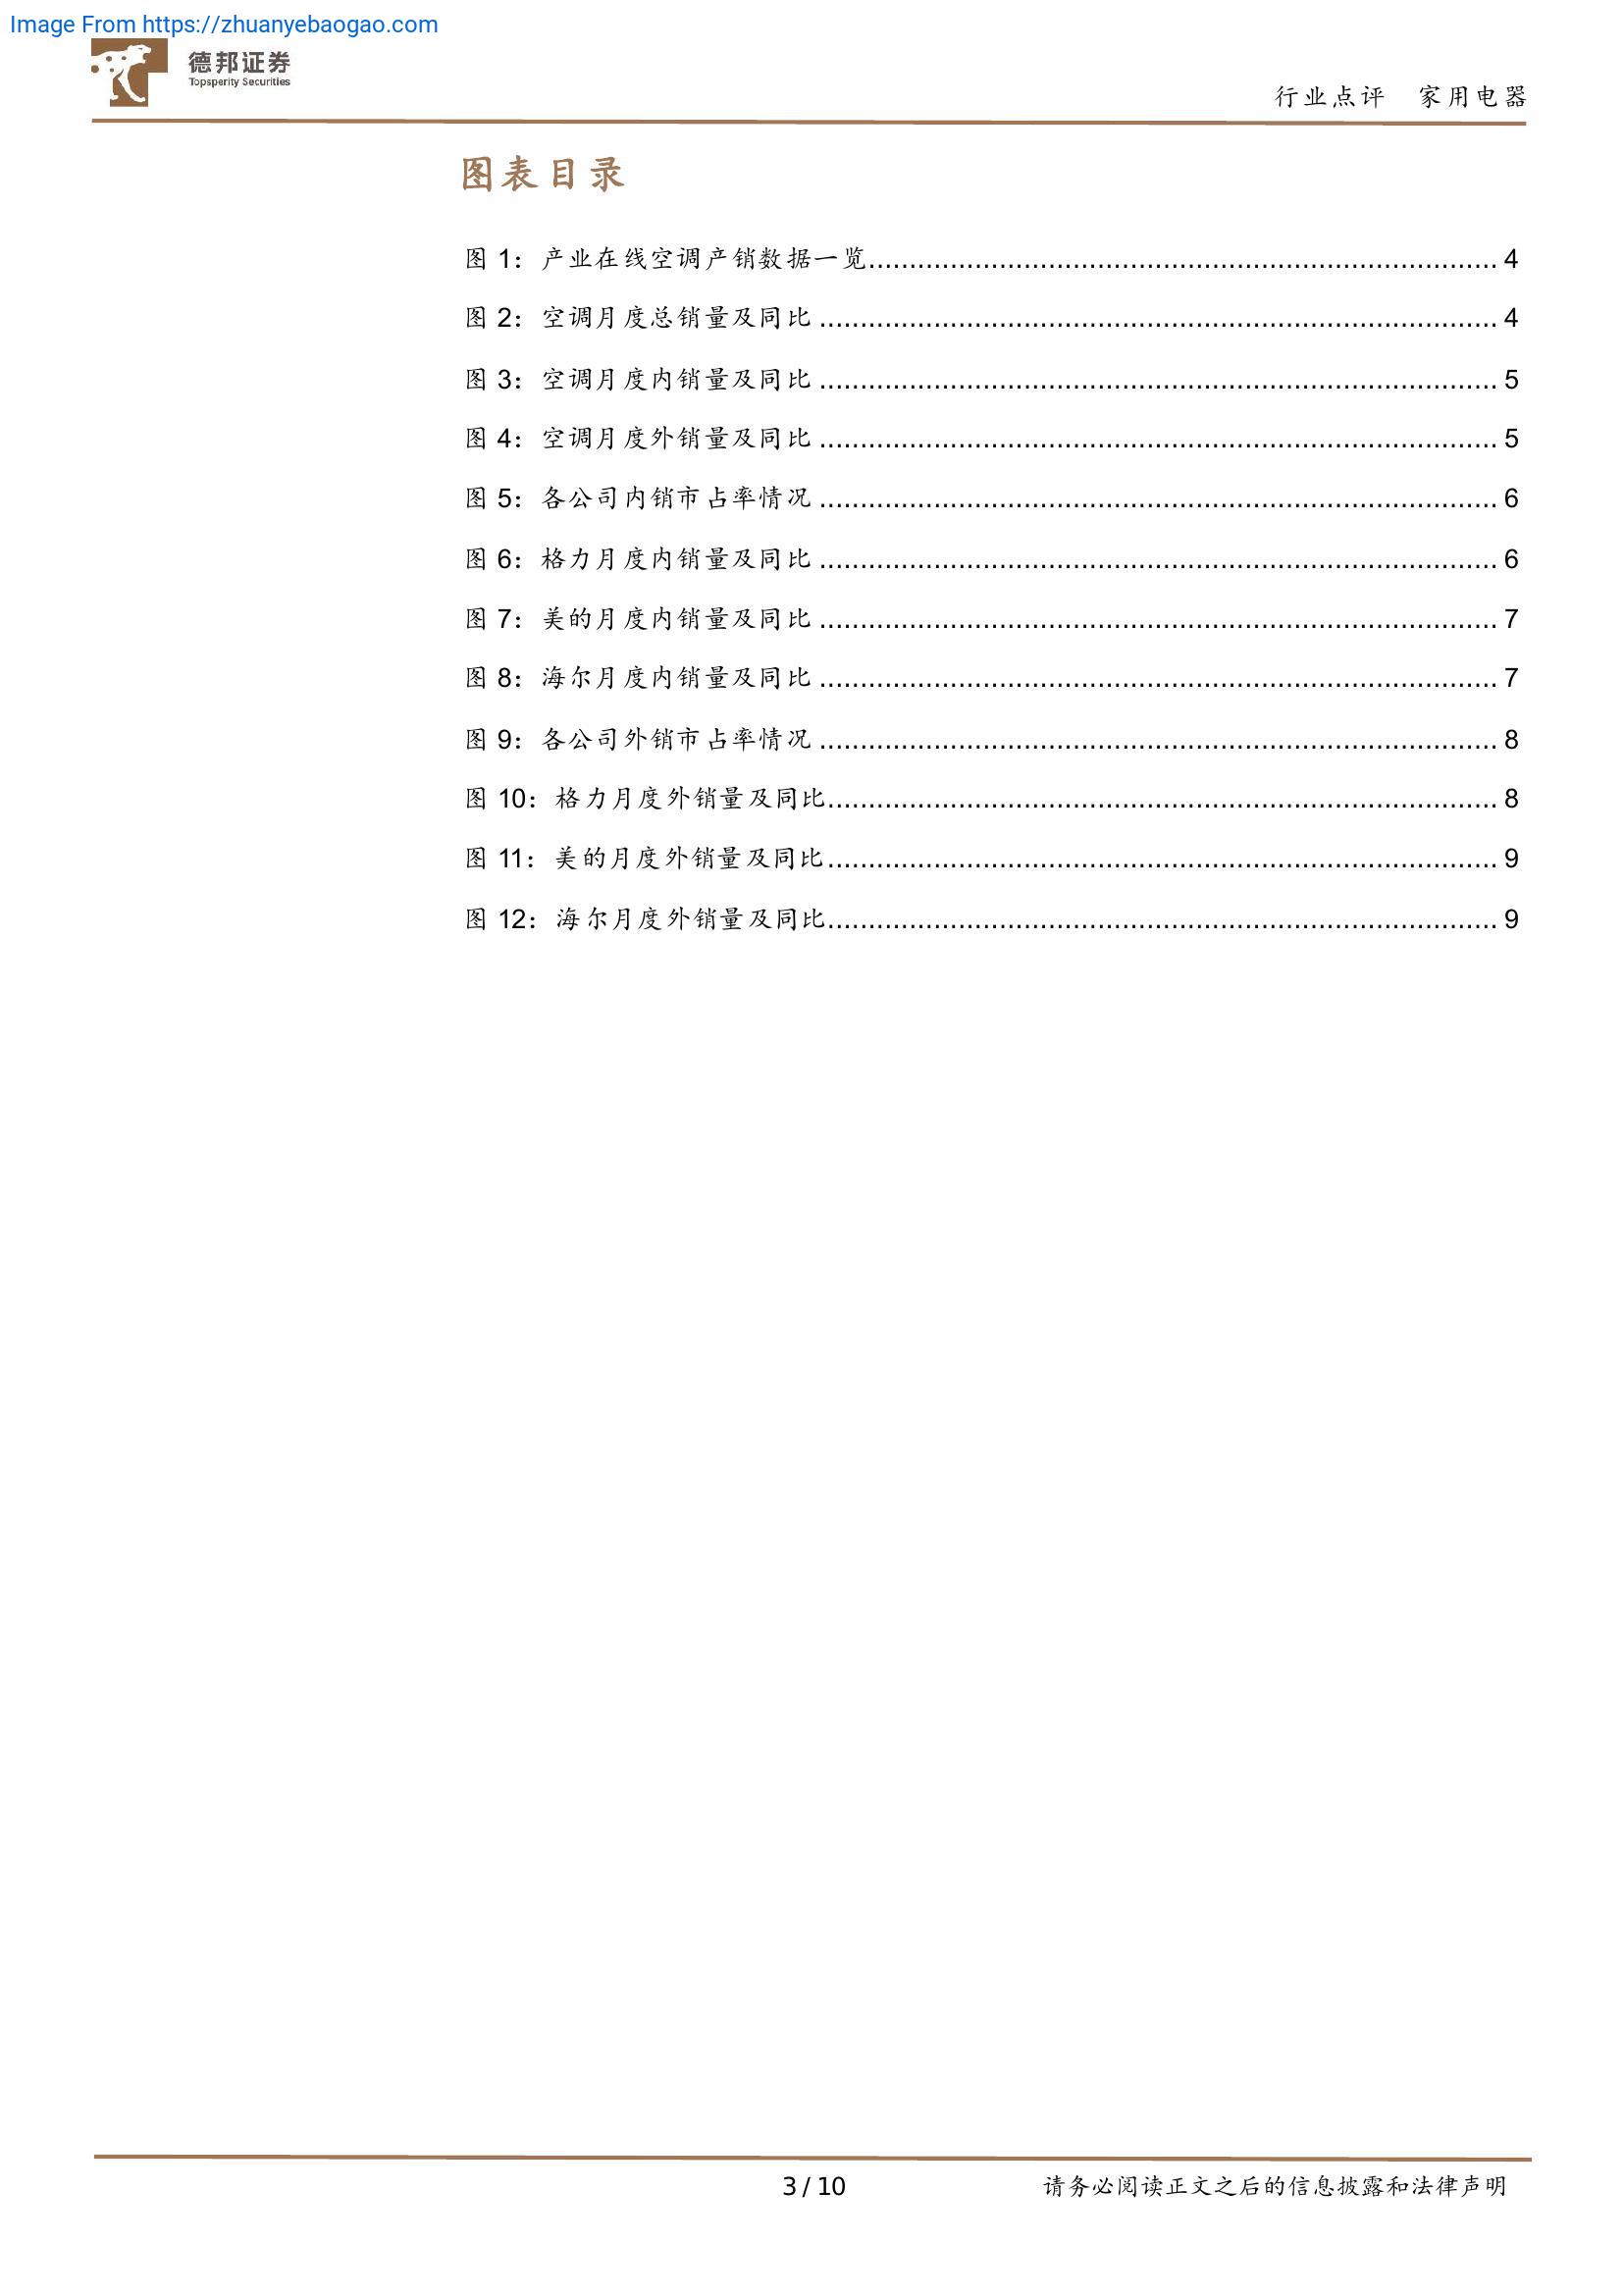 Image From https://zhuanyebaogao.com
德邦证券
Topsperity Securities
行业点评 家用电器
图表目录
图 1：产业在线空调产销数据一览 4
图 2：空调月度总销量及同比 4
图 3：空调月度内销量及同比 5
图 4：空调月度外销量及同比 5
图 5：各公司内销市占率情况 6
图 6：格力月度内销量及同比 6
图 7：美的月度内销量及同比 7
图 8：海尔月度内销量及同比 7
图 9：各公司外销市占率情况 8
图 10：格力月度外销量及同比 8
图 11：美的月度外销量及同比 9
图 12：海尔月度外销量及同比 9
3 / 10 请务必阅读正文之后的信息披露和法律声明